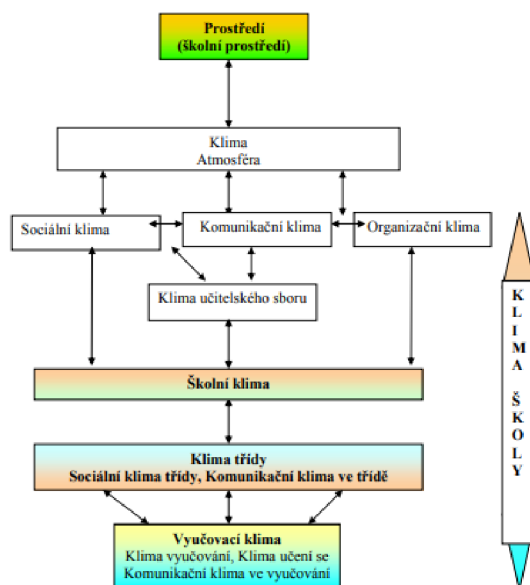 Prostředí
(školní prostředí)
Klima
Atmosféra
Sociální klima
Komunikační klima
Organizační klima
Klima učitelského sboru
Školní klima
Klima třídy
Sociální klima třídy, Komunikační klima ve třídě
Vyučovací klima
Klima vyučování, Klima učení se
Komunikační klima ve vyučování
KLIMA ŠKOLY